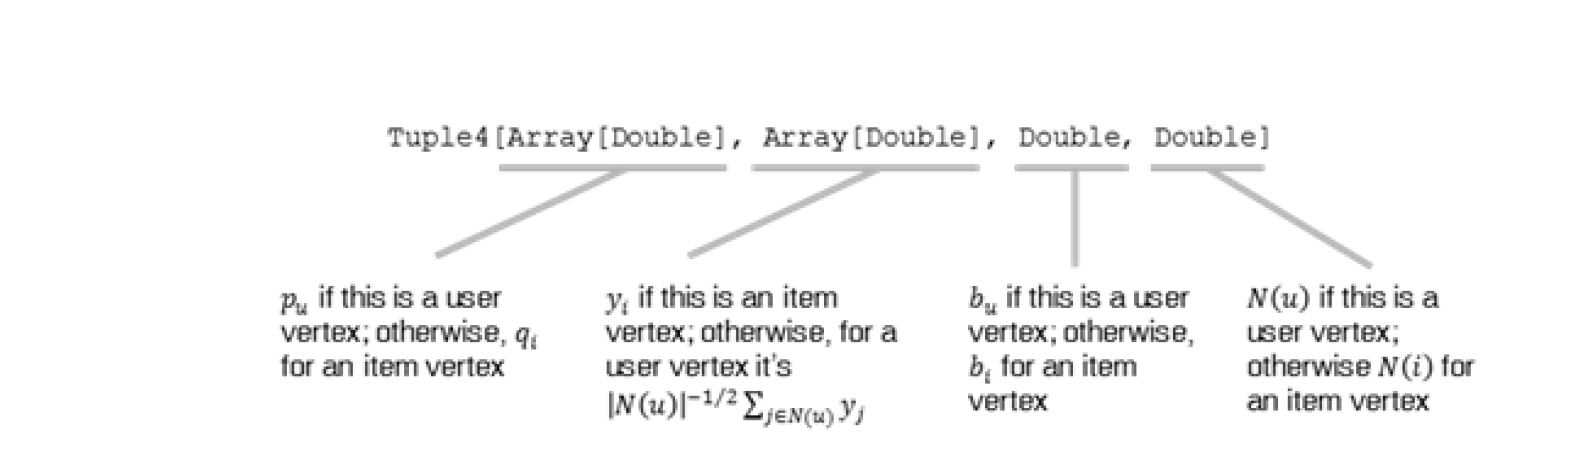 Tuple4[Array[Double], Array[Double], Double, Double]
p_u if this is a user
vertex; otherwise, q_i
for an item vertex
y_i if this is an item
vertex; otherwise, for a
user vertex it's
|N(u)|^{-1/2} ∑_{j∈N(u)} y_j
b_u if this is a user
vertex; otherwise,
b_i for an item
vertex
N(u) if this is a
user vertex;
otherwise N(i) for
an item vertex